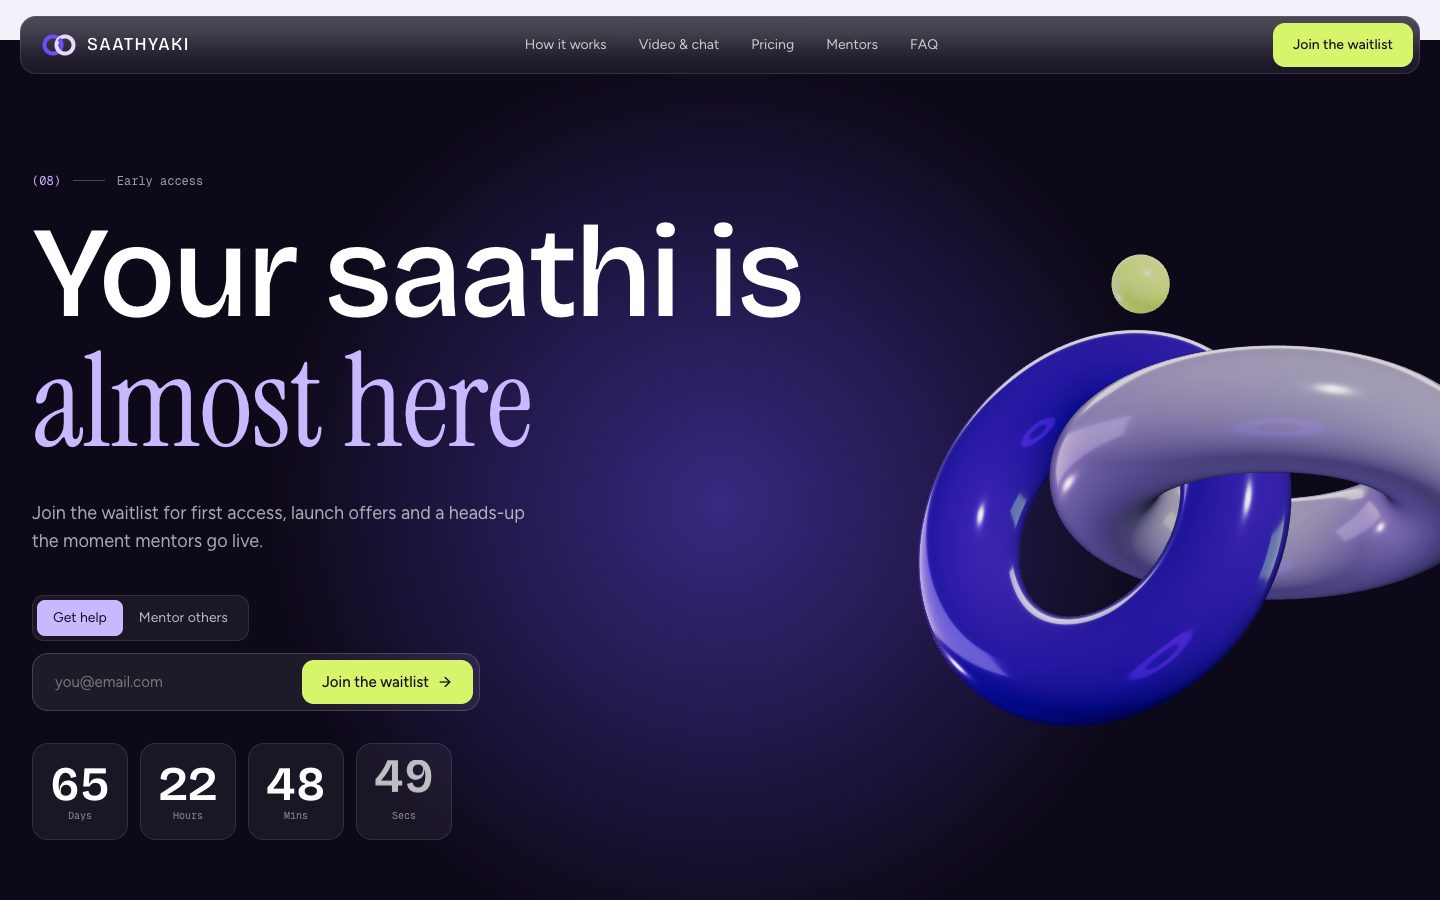 SAATHYAKI
How it works
Video & chat
Pricing
Mentors
FAQ
Join the waitlist
(08)
Early access
Your saathi is
almost here
Join the waitlist for first access, launch offers and a heads-up
the moment mentors go live.
Get help
Mentor others
you@email.com
Join the waitlist →
65
Days
22
Hours
48
Mins
49
Secs